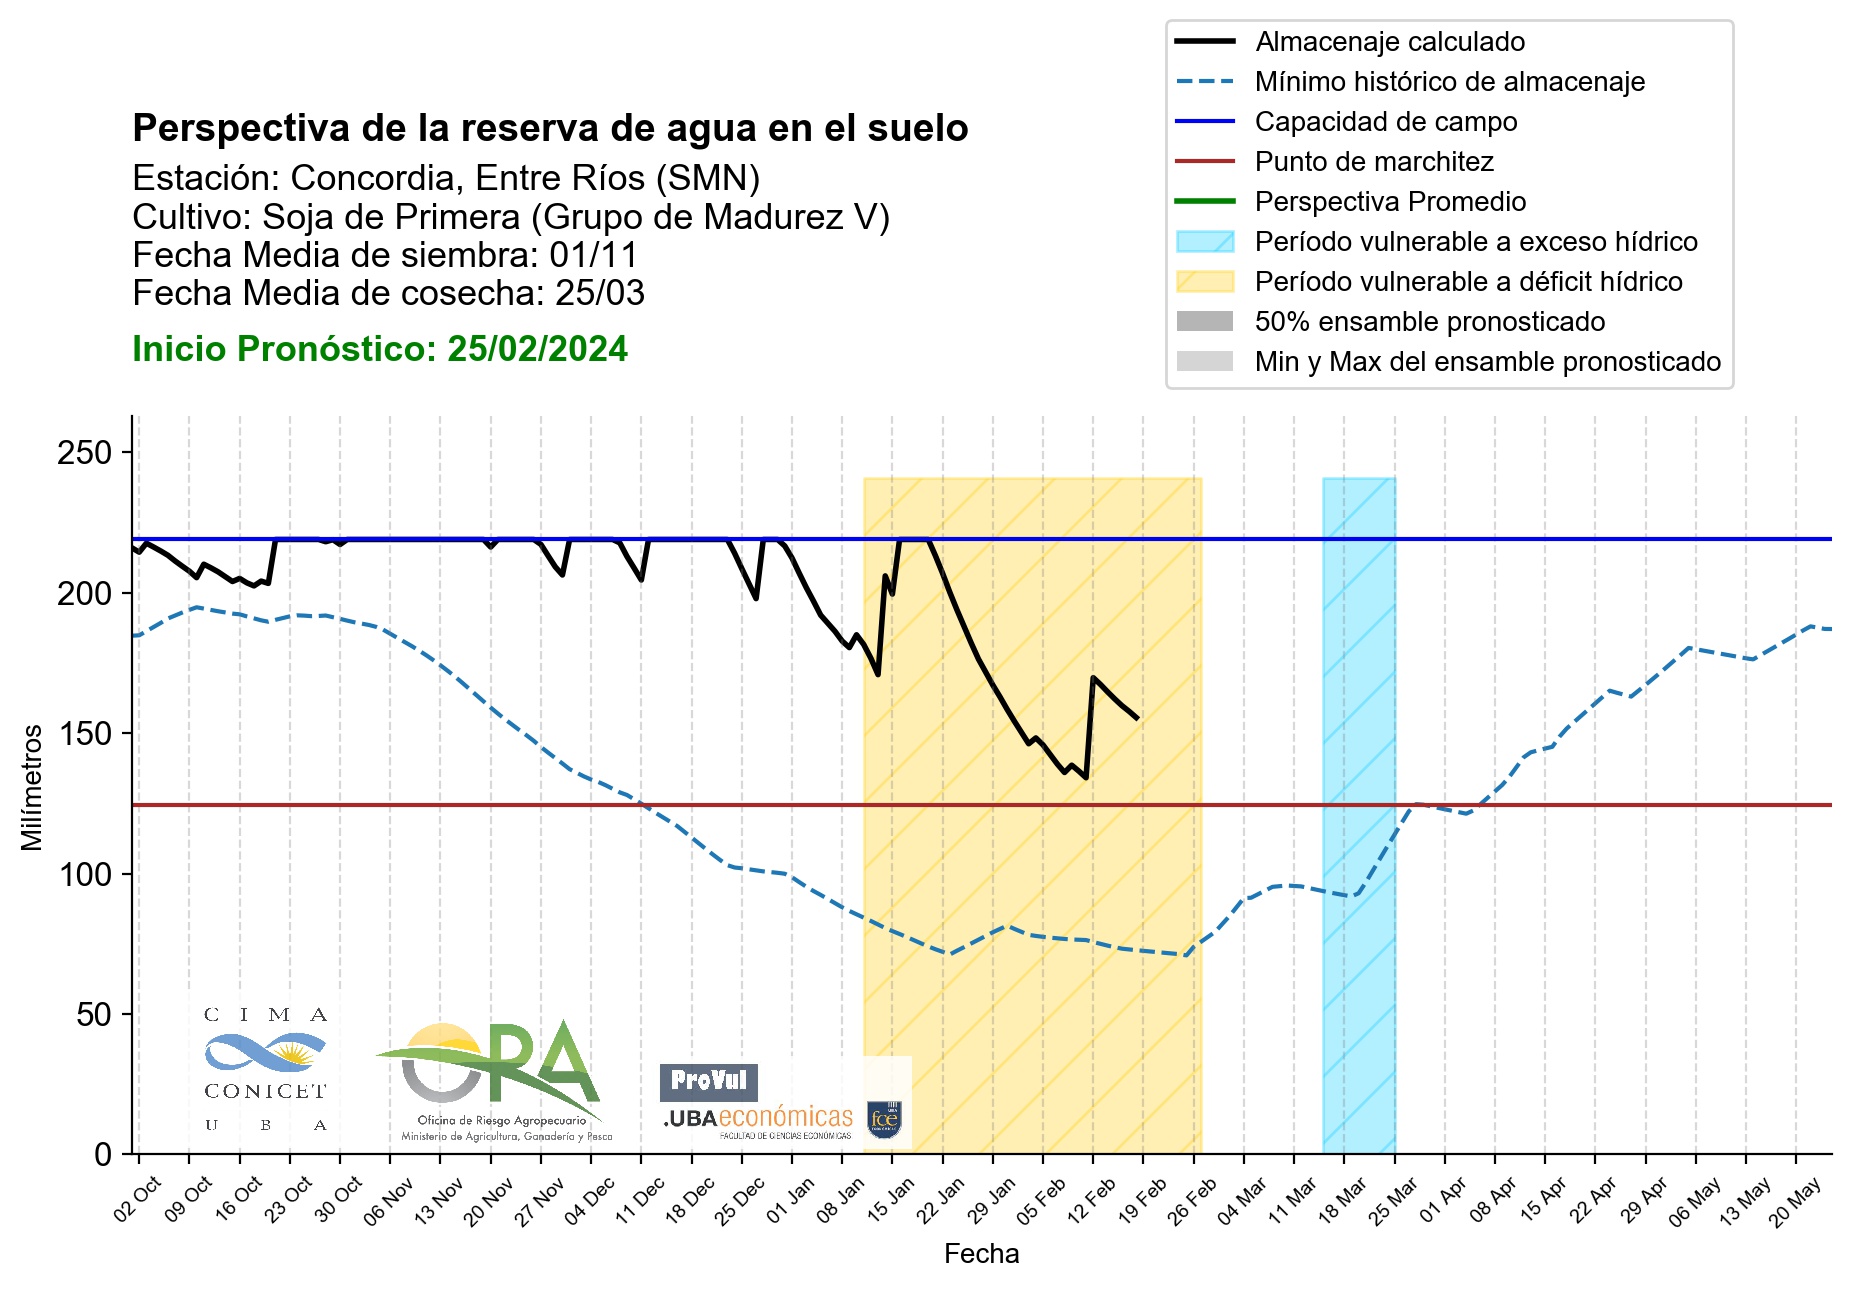 Almacenaje calculado
Mínimo histórico de almacenaje
Capacidad de campo
Punto de marchitez
Perspectiva Promedio
Período vulnerable a exceso hídrico
Período vulnerable a déficit hídrico
50% ensamble pronosticado
Min y Max del ensamble pronosticado
Perspectiva de la reserva de agua en el suelo
Estación: Concordia, Entre Ríos (SMN)
Cultivo: Soja de Primera (Grupo de Madurez V)
Fecha Media de siembra: 01/11
Fecha Media de cosecha: 25/03
Inicio Pronóstico: 25/02/2024
Milímetros
250
200
150
100
50
0
C I M A
CONICET
U B A
ORA
Oficina de Riesgo Agropecuario
Ministerio de Agricultura, Ganadería y Pesca
ProVul
.UBAeconómicas
FACULTAD DE CIENCIAS ECONÓMICAS
UBA
fce
ECONÓMICAS
02 Oct
09 Oct
16 Oct
23 Oct
30 Oct
06 Nov
13 Nov
20 Nov
27 Nov
04 Dec
11 Dec
18 Dec
25 Dec
01 Jan
08 Jan
15 Jan
22 Jan
29 Jan
05 Feb
12 Feb
19 Feb
26 Feb
04 Mar
11 Mar
18 Mar
25 Mar
01 Apr
08 Apr
15 Apr
22 Apr
29 Apr
06 May
13 May
20 May
Fecha